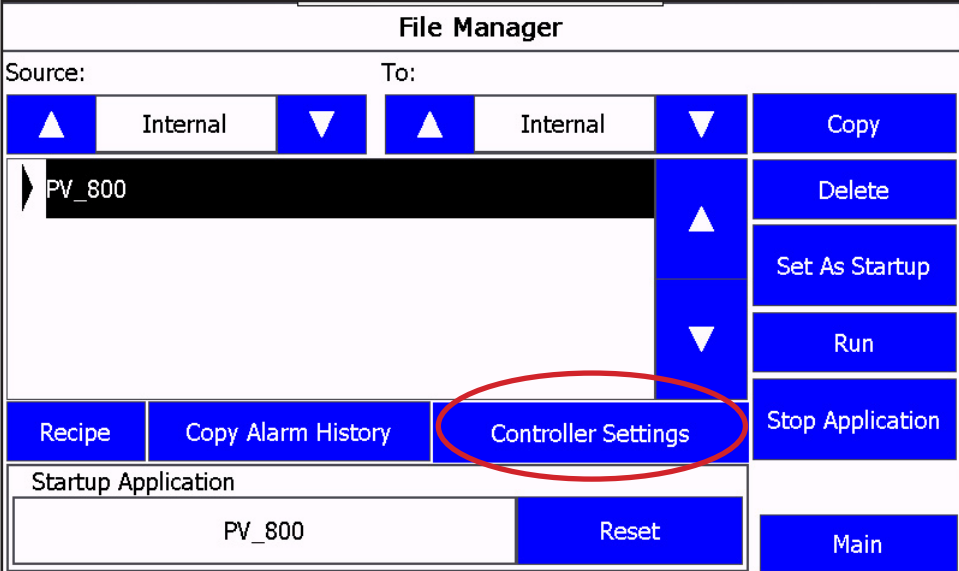 File Manager
Source:
To:
Internal
Internal
Copy
PV_800
Delete
Set As Startup
Run
Recipe
Copy Alarm History
Controller Settings
Stop Application
Startup Application
PV_800
Reset
Main